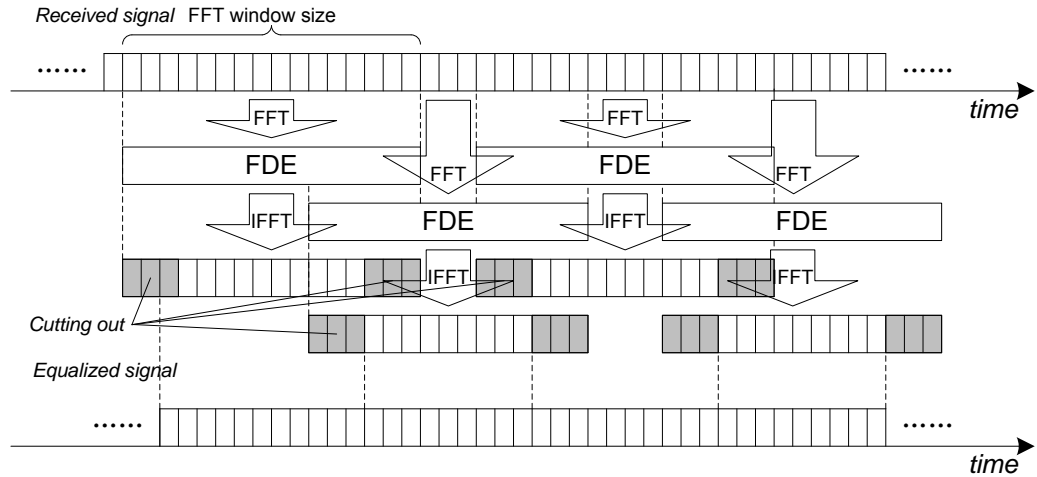 Received signal FFT window size
...... ......
time
FFT FFT
FDE FFT FDE FFT
IFFT FDE IFFT FDE
IFFT IFFT
Cutting out
Equalized signal
...... ......
time